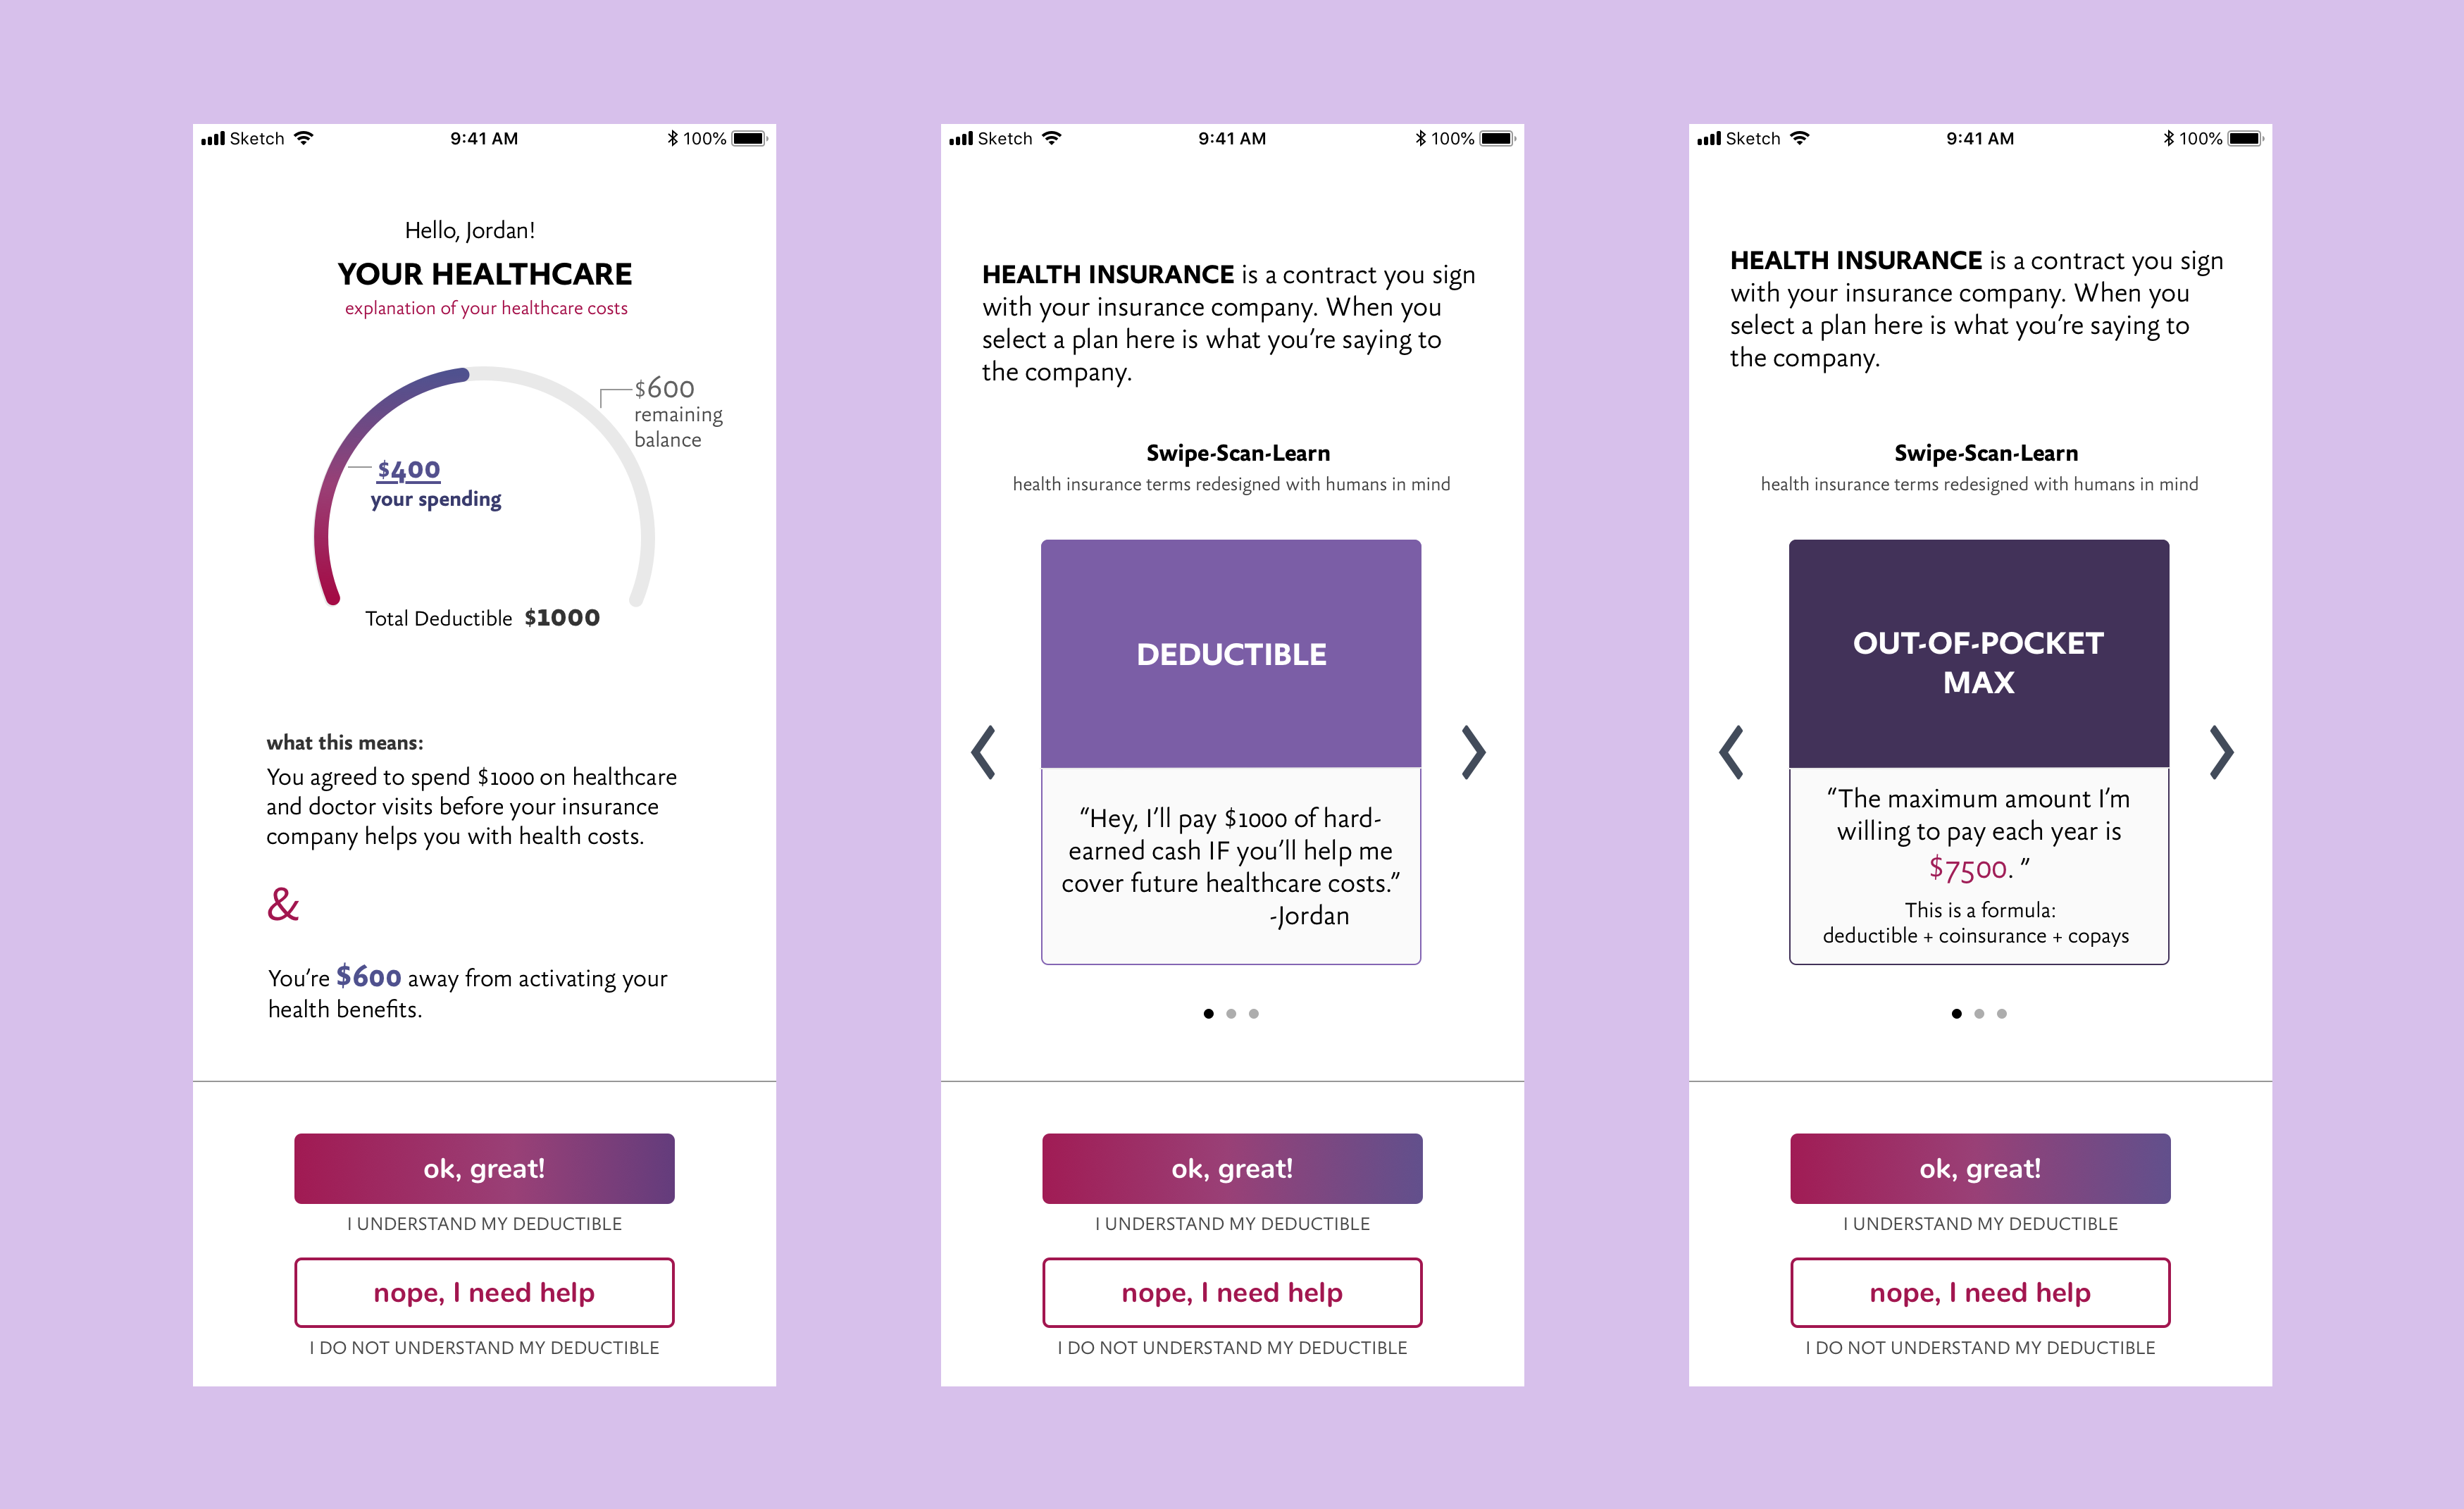 Sketch 9:41 AM 100%
Hello, Jordan!
YOUR HEALTHCARE
explanation of your healthcare costs
$600
remaining
balance
$400
your spending
Total Deductible $1000
what this means:
You agreed to spend $1000 on healthcare
and doctor visits before your insurance
company helps you with health costs.
&
You're $600 away from activating your
health benefits.
ok, great!
I UNDERSTAND MY DEDUCTIBLE
nope, I need help
I DO NOT UNDERSTAND MY DEDUCTIBLE
Sketch 9:41 AM 100%
HEALTH INSURANCE is a contract you sign
with your insurance company. When you
select a plan here is what you're saying to
the company.
Swipe-Scan-Learn
health insurance terms redesigned with humans in mind
DEDUCTIBLE
“Hey, I'll pay $1000 of hard-
earned cash IF you'll help me
cover future healthcare costs.”
-Jordan
ok, great!
I UNDERSTAND MY DEDUCTIBLE
nope, I need help
I DO NOT UNDERSTAND MY DEDUCTIBLE
Sketch 9:41 AM 100%
HEALTH INSURANCE is a contract you sign
with your insurance company. When you
select a plan here is what you're saying to
the company.
Swipe-Scan-Learn
health insurance terms redesigned with humans in mind
OUT-OF-POCKET
MAX
“The maximum amount I'm
willing to pay each year is
$7500. ”
This is a formula:
deductible + coinsurance + copays
ok, great!
I UNDERSTAND MY DEDUCTIBLE
nope, I need help
I DO NOT UNDERSTAND MY DEDUCTIBLE